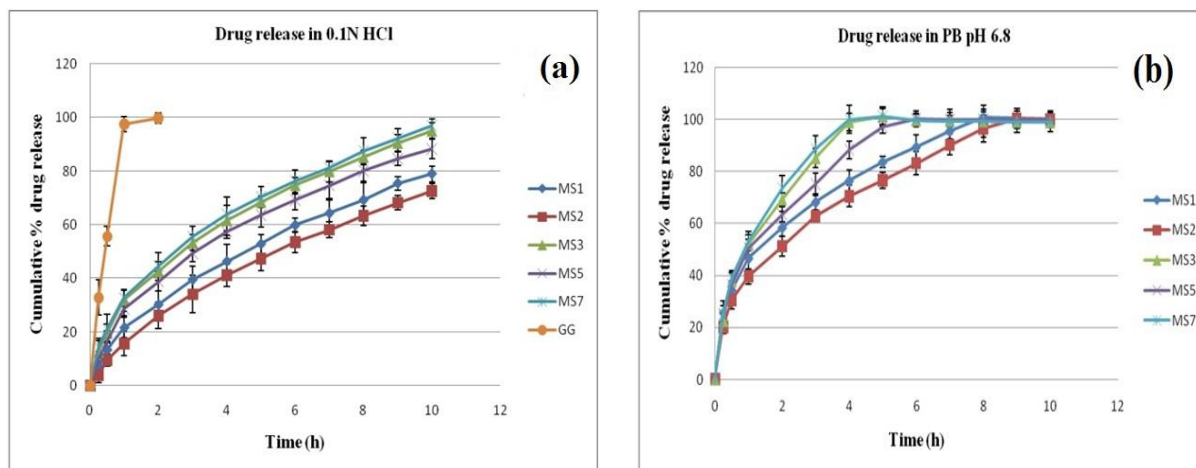 Drug release in 0.1N HCl
(a)
Cumulative % drug release
120
100
80
60
40
20
0
0 2 4 6 8 10 12
Time (h)
MS1
MS2
MS3
MS5
MS7
GG
Drug release in PB pH 6.8
(b)
Cumulative % drug release
120
100
80
60
40
20
0
0 2 4 6 8 10 12
Time (h)
MS1
MS2
MS3
MS5
MS7